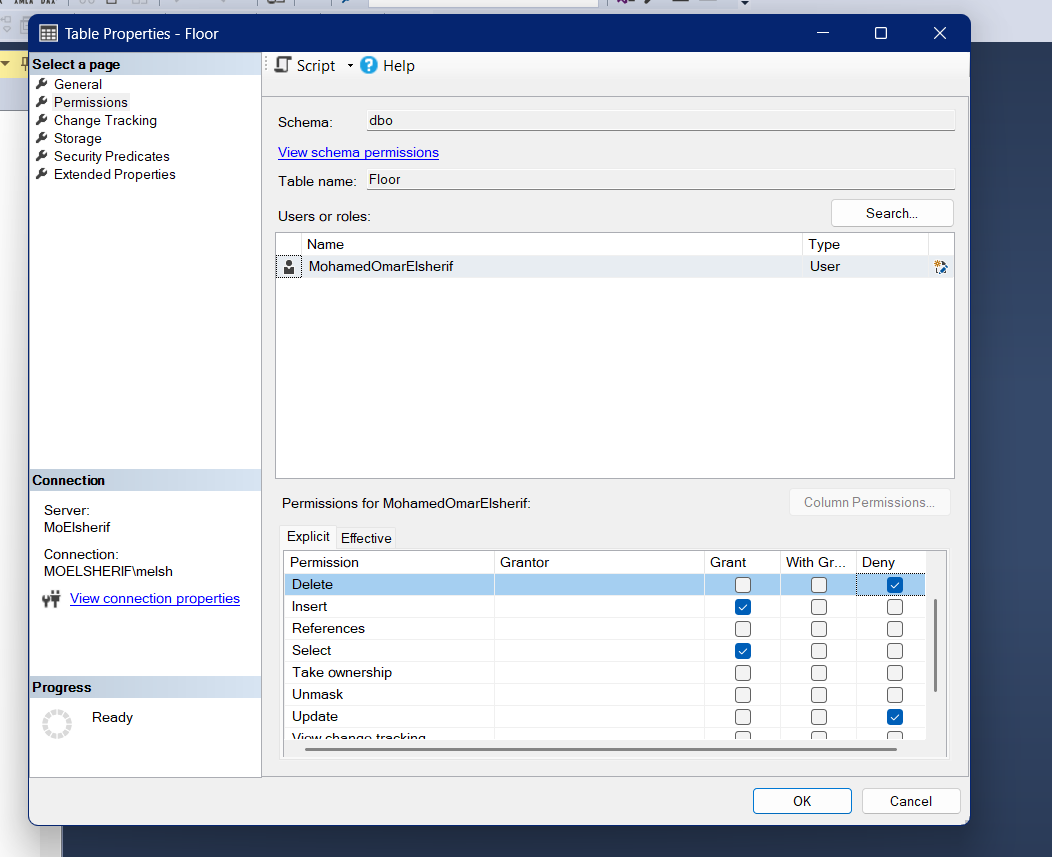 Table Properties - Floor
Select a page
General
Permissions
Change Tracking
Storage
Security Predicates
Extended Properties
Script
Help
Schema:
dbo
View schema permissions
Table name:
Floor
Users or roles:
Search...
Name Type
MohamedOmarElsherif User
Connection
Server:
MoElsherif
Connection:
MOELSHERIF\melsh
View connection properties
Progress
Ready
Permissions for MohamedOmarElsherif:
Column Permissions...
Explicit Effective
Permission Grantor Grant With Gr... Deny
Delete
Insert
References
Select
Take ownership
Unmask
Update
View change tracking
OK Cancel